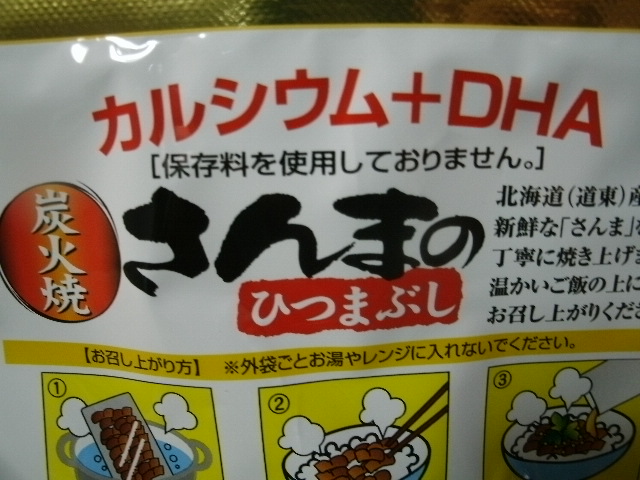 カルシウム+DHA
[保存料を使用しておりません。]
炭火焼
さんまの
ひつまぶし
北海道(道東)産
新鮮な「さんま」を
丁寧に焼き上げま
温かいご飯の上に
お召し上がりくださ
【お召し上がり方】 ※外袋ごとお湯やレンジに入れないでください。
①
②
③